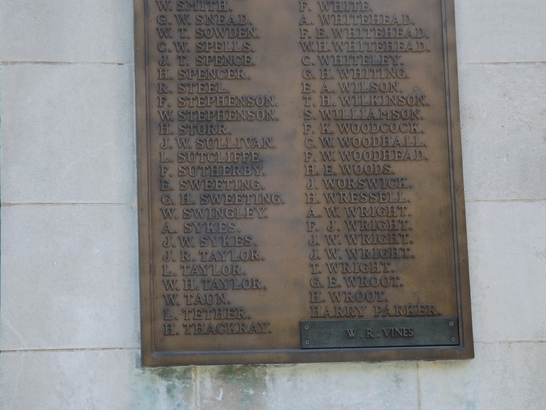 W. SMITH.
G. W. SNEAD.
W. T. SOWDEN.
C. W. SPELLS.
J. T. SPENCE.
H. SPENCER.
R. STEEL.
F. STEPHENSON.
W. STEPHENSON.
H. STORR.
J. W. SULLIVAN.
L. SUTCLIFFE.
F. SUTHERBY.
E. SWEETING.
G. H. SWEETING.
W. SWINGLEY.
A. SYKES.
J. W. SYKES.
J. R. TAYLOR.
L. TAYLOR.
W. H. TAYLOR.
W. TAUN.
L. TETHER.
H. THACKRAY.
F. WHITE.
A. WHITEHEAD.
F. E. WHITEHEAD.
W. H. WHITEHEAD.
C. WHITELEY.
G. H. WHITING.
E. A. WILSON.
T. H. WILKINSON.
S. WILLIAMSON.
F. K. WOODCOCK.
C. W. WOODHALL.
F. W. WOODHEAD.
H. E. WOODS.
J. WORSWICK.
H. WRESSELL.
A. W. WRIGHT.
F. J. WRIGHT.
J. W. WRIGHT.
J. W. WRIGHT.
T. WRIGHT.
G. E. WROOT.
H. WROOT.
HARRY PARKER.
W. R. VINES